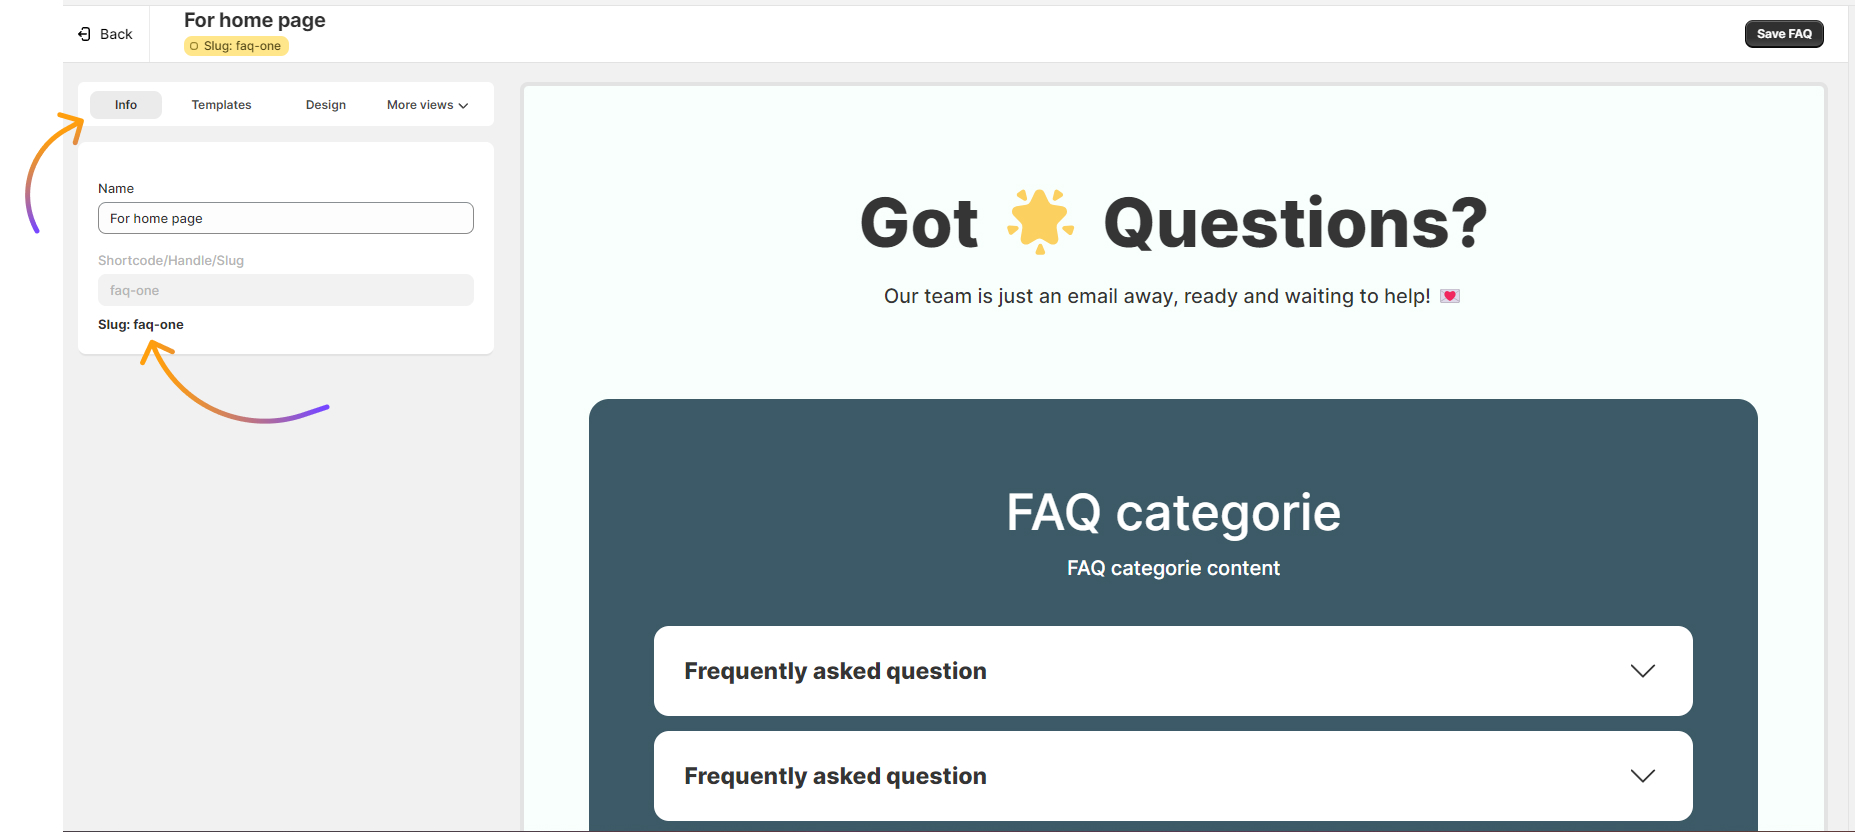 Back
For home page
Slug: faq-one
Save FAQ
Info
Templates
Design
More views
Name
For home page
Shortcode/Handle/Slug
faq-one
Slug: faq-one
Got 🌟 Questions?
Our team is just an email away, ready and waiting to help! 💌
FAQ categorie
FAQ categorie content
Frequently asked question
Frequently asked question